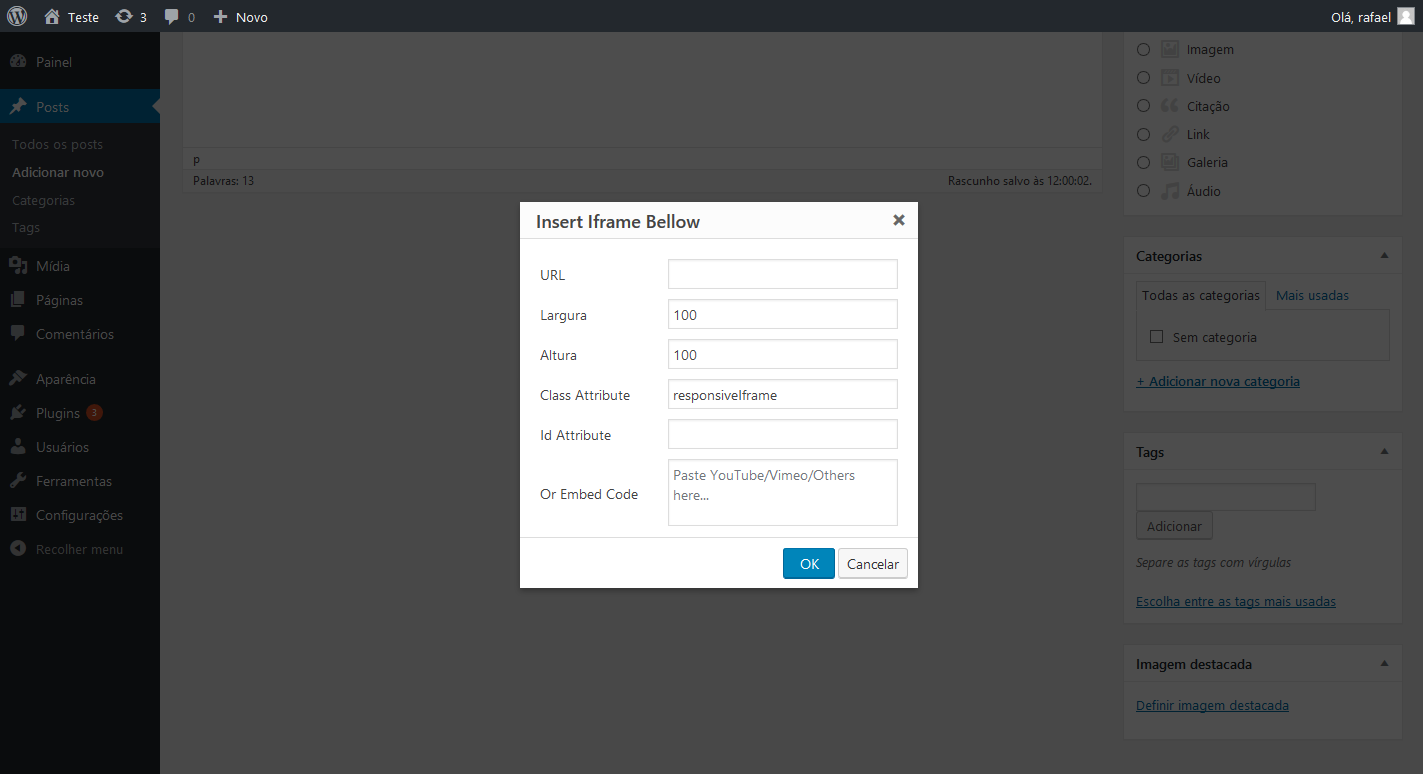 Teste 3 0 Novo
Olá, rafael
Painel
Posts
Todos os posts
Adicionar novo
Categorias
Tags
Mídia
Páginas
Comentários
Aparência
Plugins 3
Usuários
Ferramentas
Configurações
Recolher menu
p
Palavras: 13
Rascunho salvo às 12:00:02.
Insert Iframe Bellow
URL
Largura 100
Altura 100
Class Attribute responsiveIframe
Id Attribute
Or Embed Code
Paste YouTube/Vimeo/Others
here...
OK Cancelar
Imagem
Vídeo
Citação
Link
Galeria
Áudio
Categorias
Todas as categorias Mais usadas
Sem categoria
+ Adicionar nova categoria
Tags
Adicionar
Separe as tags com vírgulas
Escolha entre as tags mais usadas
Imagem destacada
Definir imagem destacada